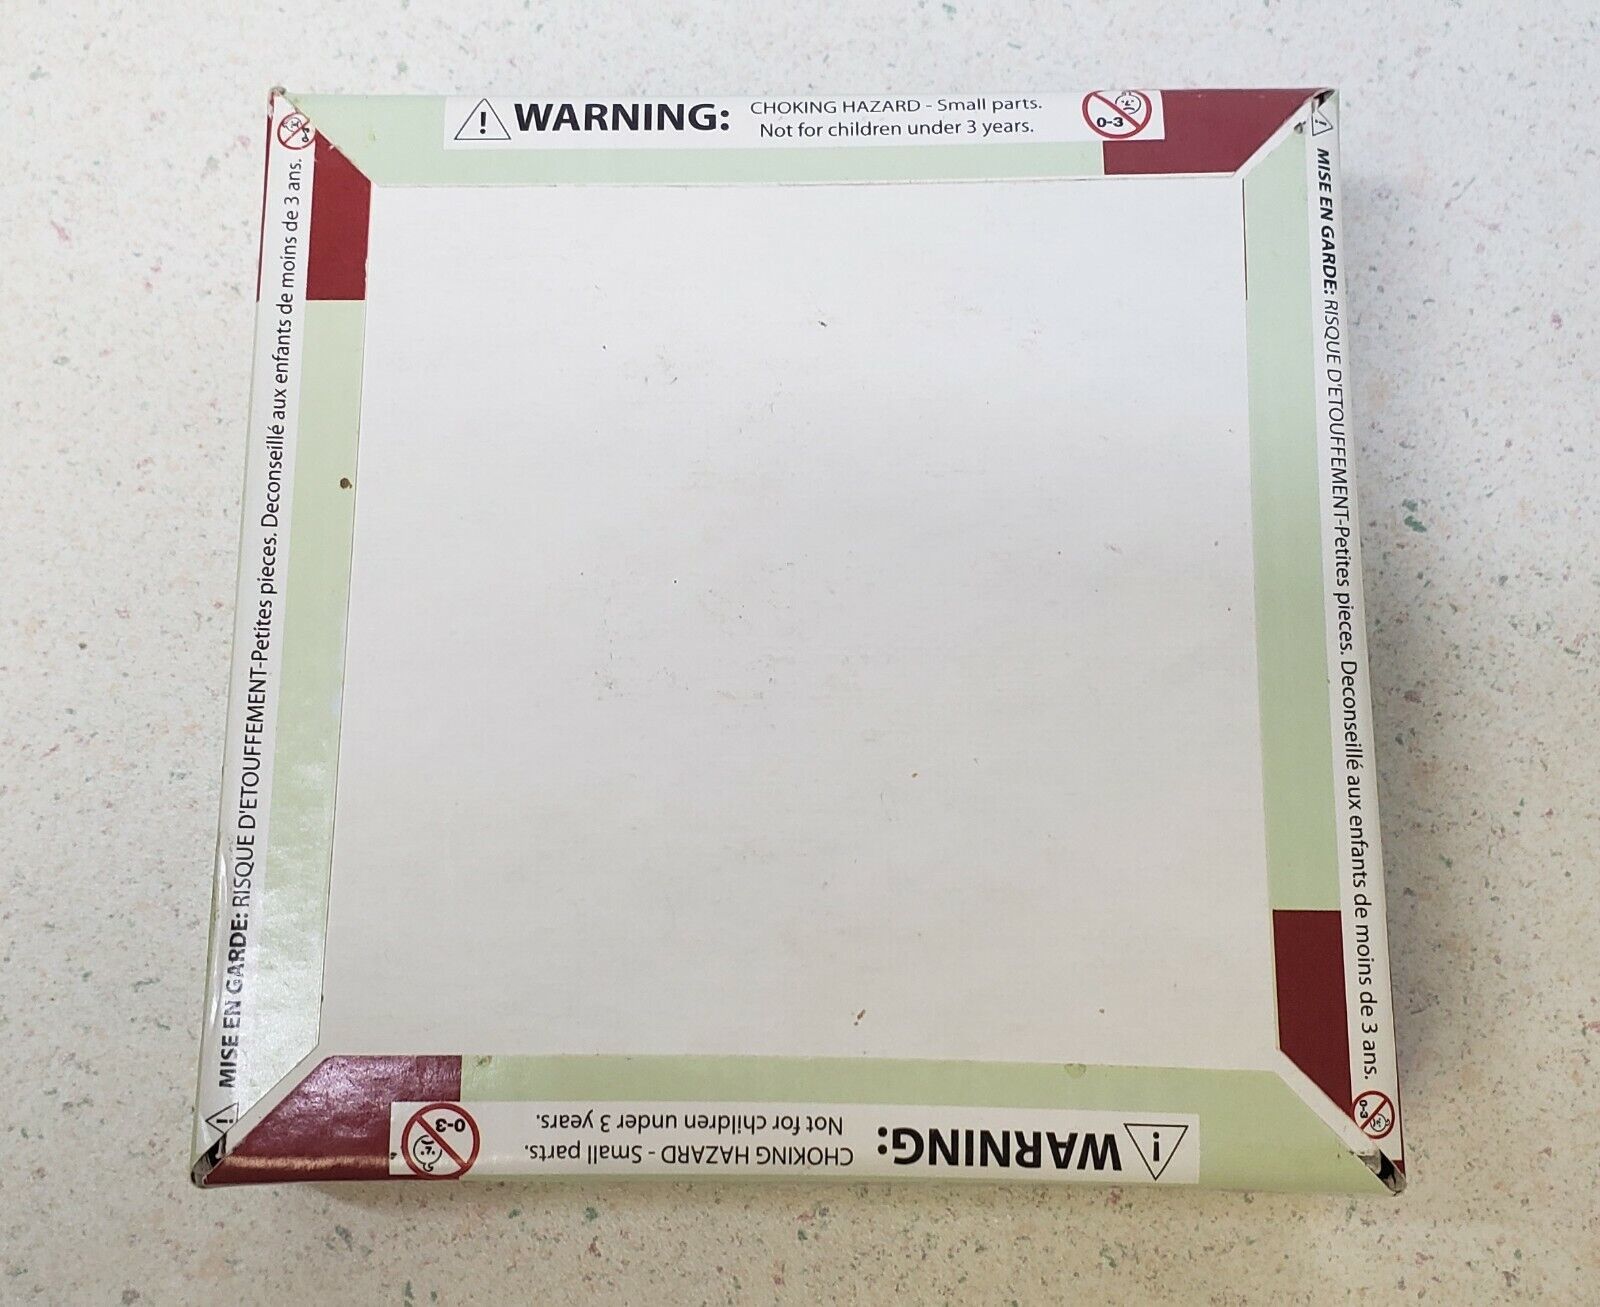 WARNING:
CHOKING HAZARD - Small parts.
Not for children under 3 years.
0-3
MISE EN GARDE: RISQUE D'ETOUFFEMENT-Petites pieces. Deconseillé aux enfants de moins de 3 ans.
0-3
WARNING:
CHOKING HAZARD - Small parts.
Not for children under 3 years.
0-3
MISE EN GARDE: RISQUE D'ETOUFFEMENT-Petites pieces. Deconseillé aux enfants de moins de 3 ans.